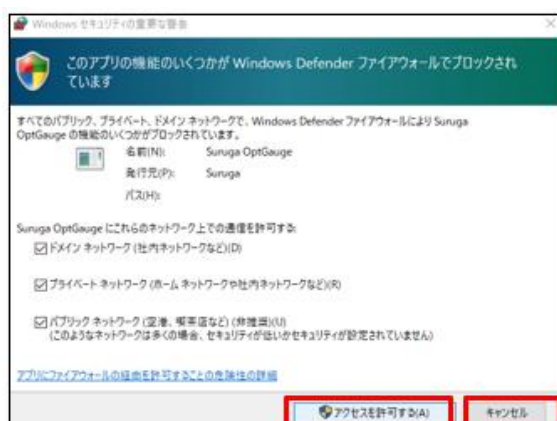 Windows セキュリティの重要な警告
このアプリの機能のいくつかが Windows Defender ファイアウォールでブロックされ
ています
すべてのパブリック、プライベート、ドメイン ネットワークで、Windows Defender ファイアウォールにより Suruga
OptGauge の機能のいくつかがブロックされています。
名前(N): Suruga OptGauge
発行元(P): Suruga
パス(H):
Suruga OptGauge にこれらのネットワーク上での通信を許可する:
ドメイン ネットワーク (社内ネットワークなど)(D)
プライベート ネットワーク (ホーム ネットワークや社内ネットワークなど)(R)
パブリック ネットワーク (空港、喫茶店など) (非推奨)(U)
(このようなネットワークは多くの場合、セキュリティが低いかセキュリティが設定されていません)
アプリにファイアウォールの経由を許可することの危険性の詳細
アクセスを許可する(A) キャンセル